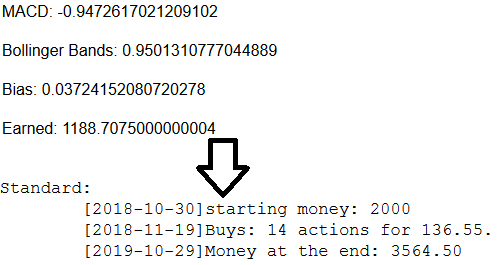 MACD: -0.9472617021209102
Bollinger Bands: 0.9501310777044889
Bias: 0.03724152080720278
Earned: 1188.7075000000004
Standard:
[2018-10-30]starting money: 2000
[2018-11-19]Buys: 14 actions for 136.55.
[2019-10-29]Money at the end: 3564.50